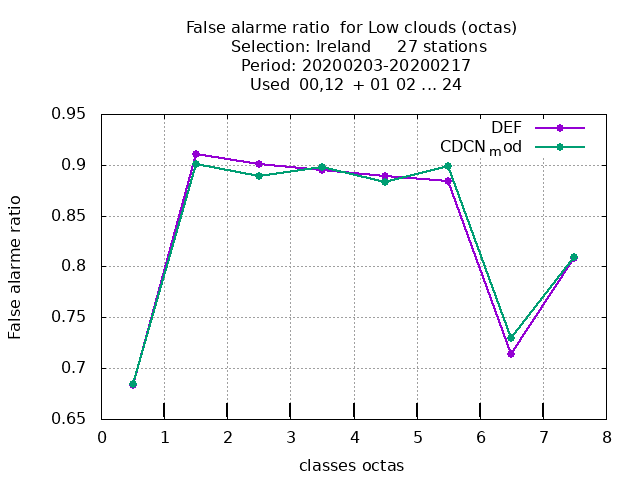 False alarme ratio  for Low clouds (octas)
Selection: Ireland     27 stations
Period: 20200203-20200217
Used  00,12  + 01 02 ... 24
DEF
CDCN_mod
False alarme ratio
0.95
0.9
0.85
0.8
0.75
0.7
0.65
0 1 2 3 4 5 6 7 8
classes octas